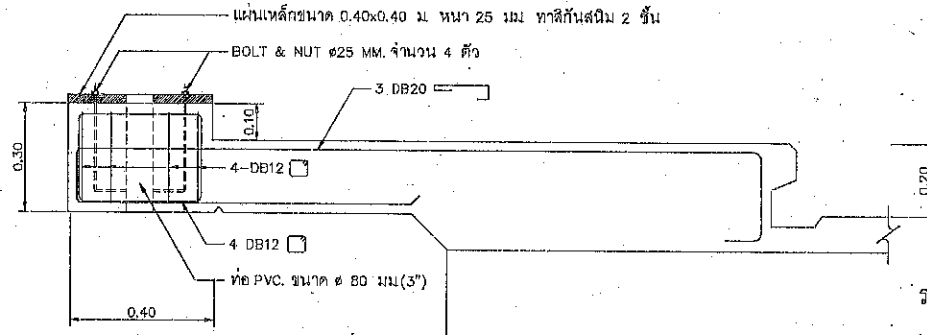 แผ่นเหล็กขนาด 0.40x0.40 ม. หนา 25 มม ทาสีกันสนิม 2 ชั้น
BOLT & NUT ø25 MM. จำนวน 4 ตัว
3 DB20
0.10
0.30
4-DB12
0.20
4 DB12
ท่อ PVC. ขนาด ø 80 มม(3")
0.40